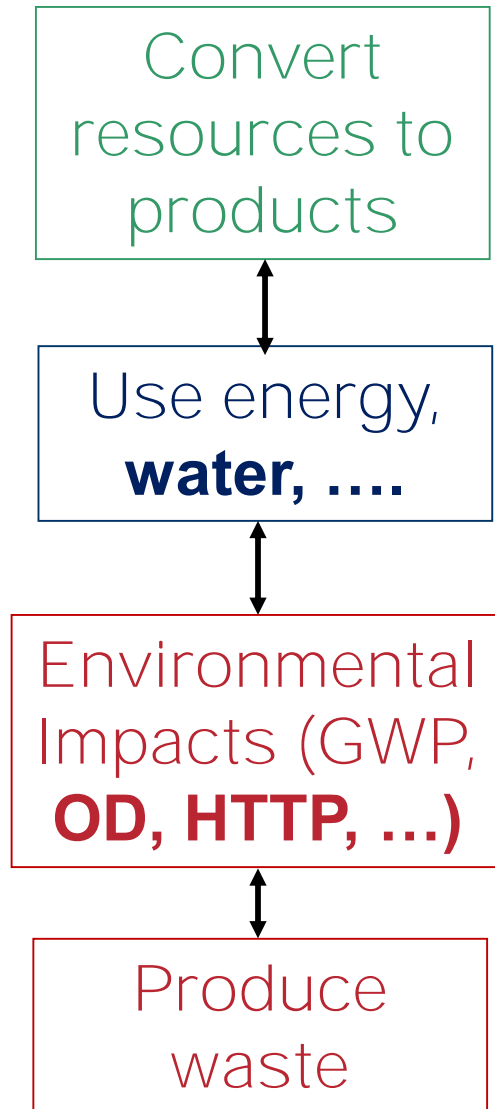 Convert
resources to
products
Use energy,
water, ….
Environmental
Impacts (GWP,
OD, HTTP, …)
Produce
waste